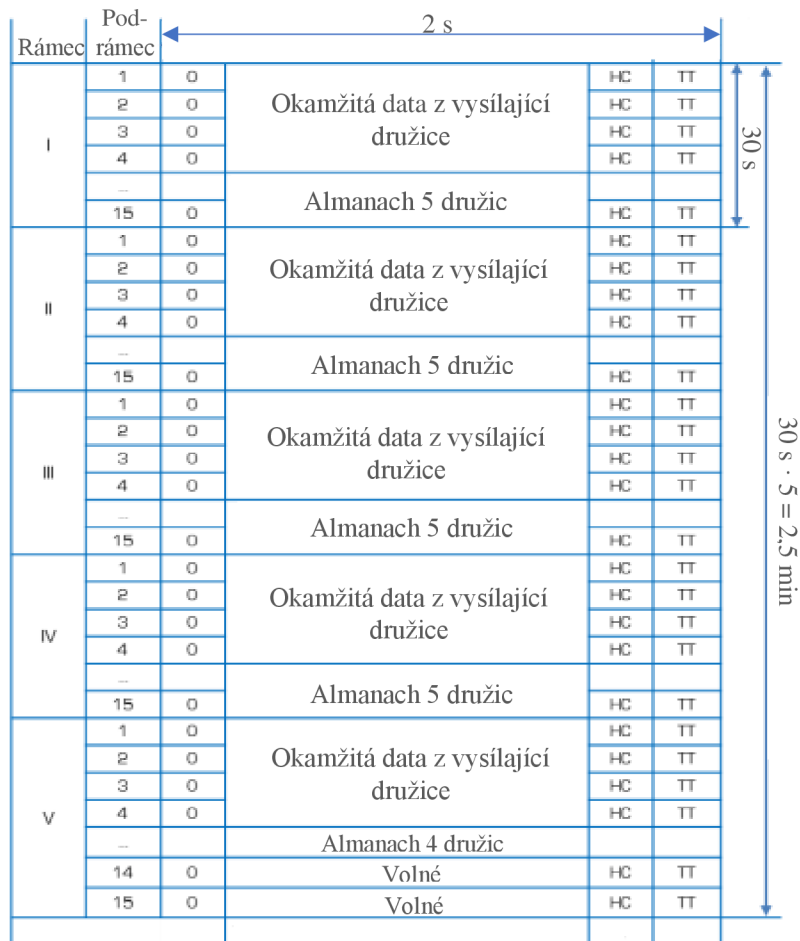 Pod-
Rámec rámec 2 s
1 0 Okamžitá data z vysílající HC TT
2 0 družice HC TT
3 0 HC TT
4 0 HC TT
I
... Almanach 5 družic
15 0 HC TT
30 s
1 0 Okamžitá data z vysílající HC TT
2 0 družice HC TT
3 0 HC TT
4 0 HC TT
II
... Almanach 5 družic
15 0 HC TT
1 0 Okamžitá data z vysílající HC TT
2 0 družice HC TT
3 0 HC TT
4 0 HC TT
III
... Almanach 5 družic
15 0 HC TT
30 s · 5 = 2,5 min
1 0 Okamžitá data z vysílající HC TT
2 0 družice HC TT
3 0 HC TT
4 0 HC TT
IV
... Almanach 5 družic
15 0 HC TT
1 0 Okamžitá data z vysílající HC TT
2 0 družice HC TT
3 0 HC TT
4 0 HC TT
V
... Almanach 4 družic
14 0 Volné HC TT
15 0 Volné HC TT